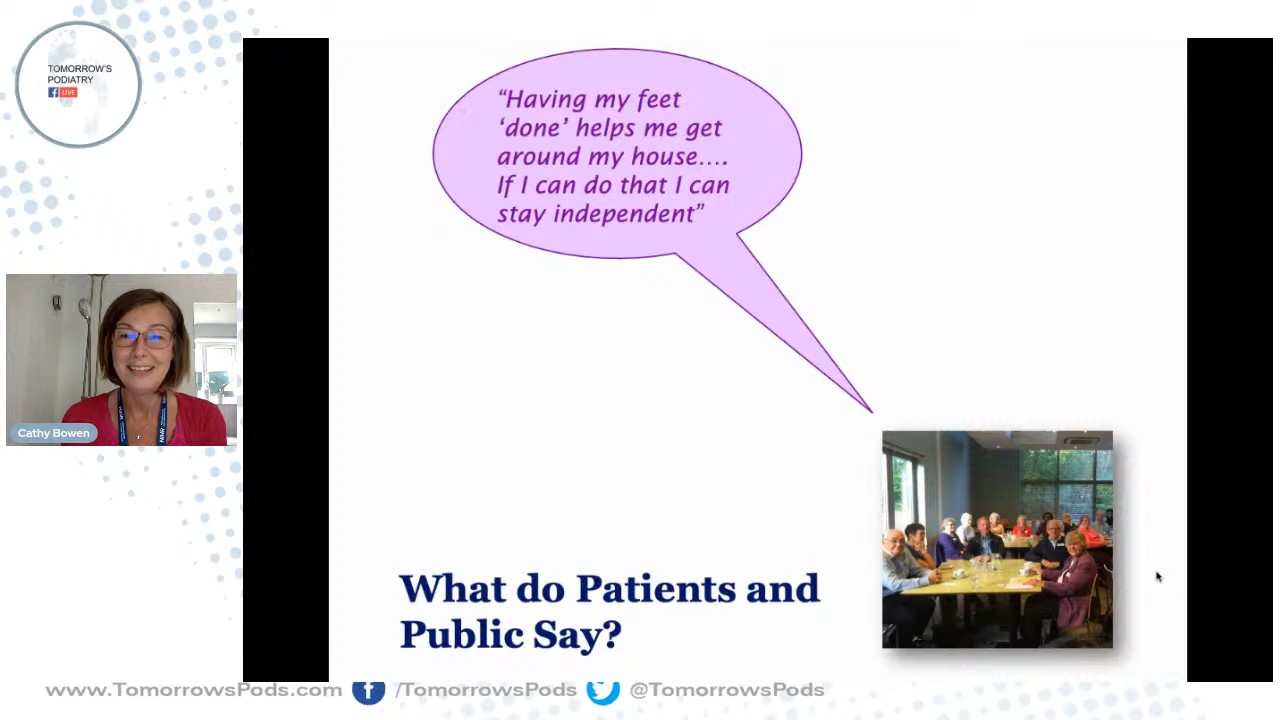 TOMORROW'S
PODIATRY
LIVE
“Having my feet
‘done’ helps me get
around my house….
If I can do that I can
stay independent”
Cathy Bowen
What do Patients and
Public Say?
www.TomorrowsPods.com /TomorrowsPods @TomorrowsPods